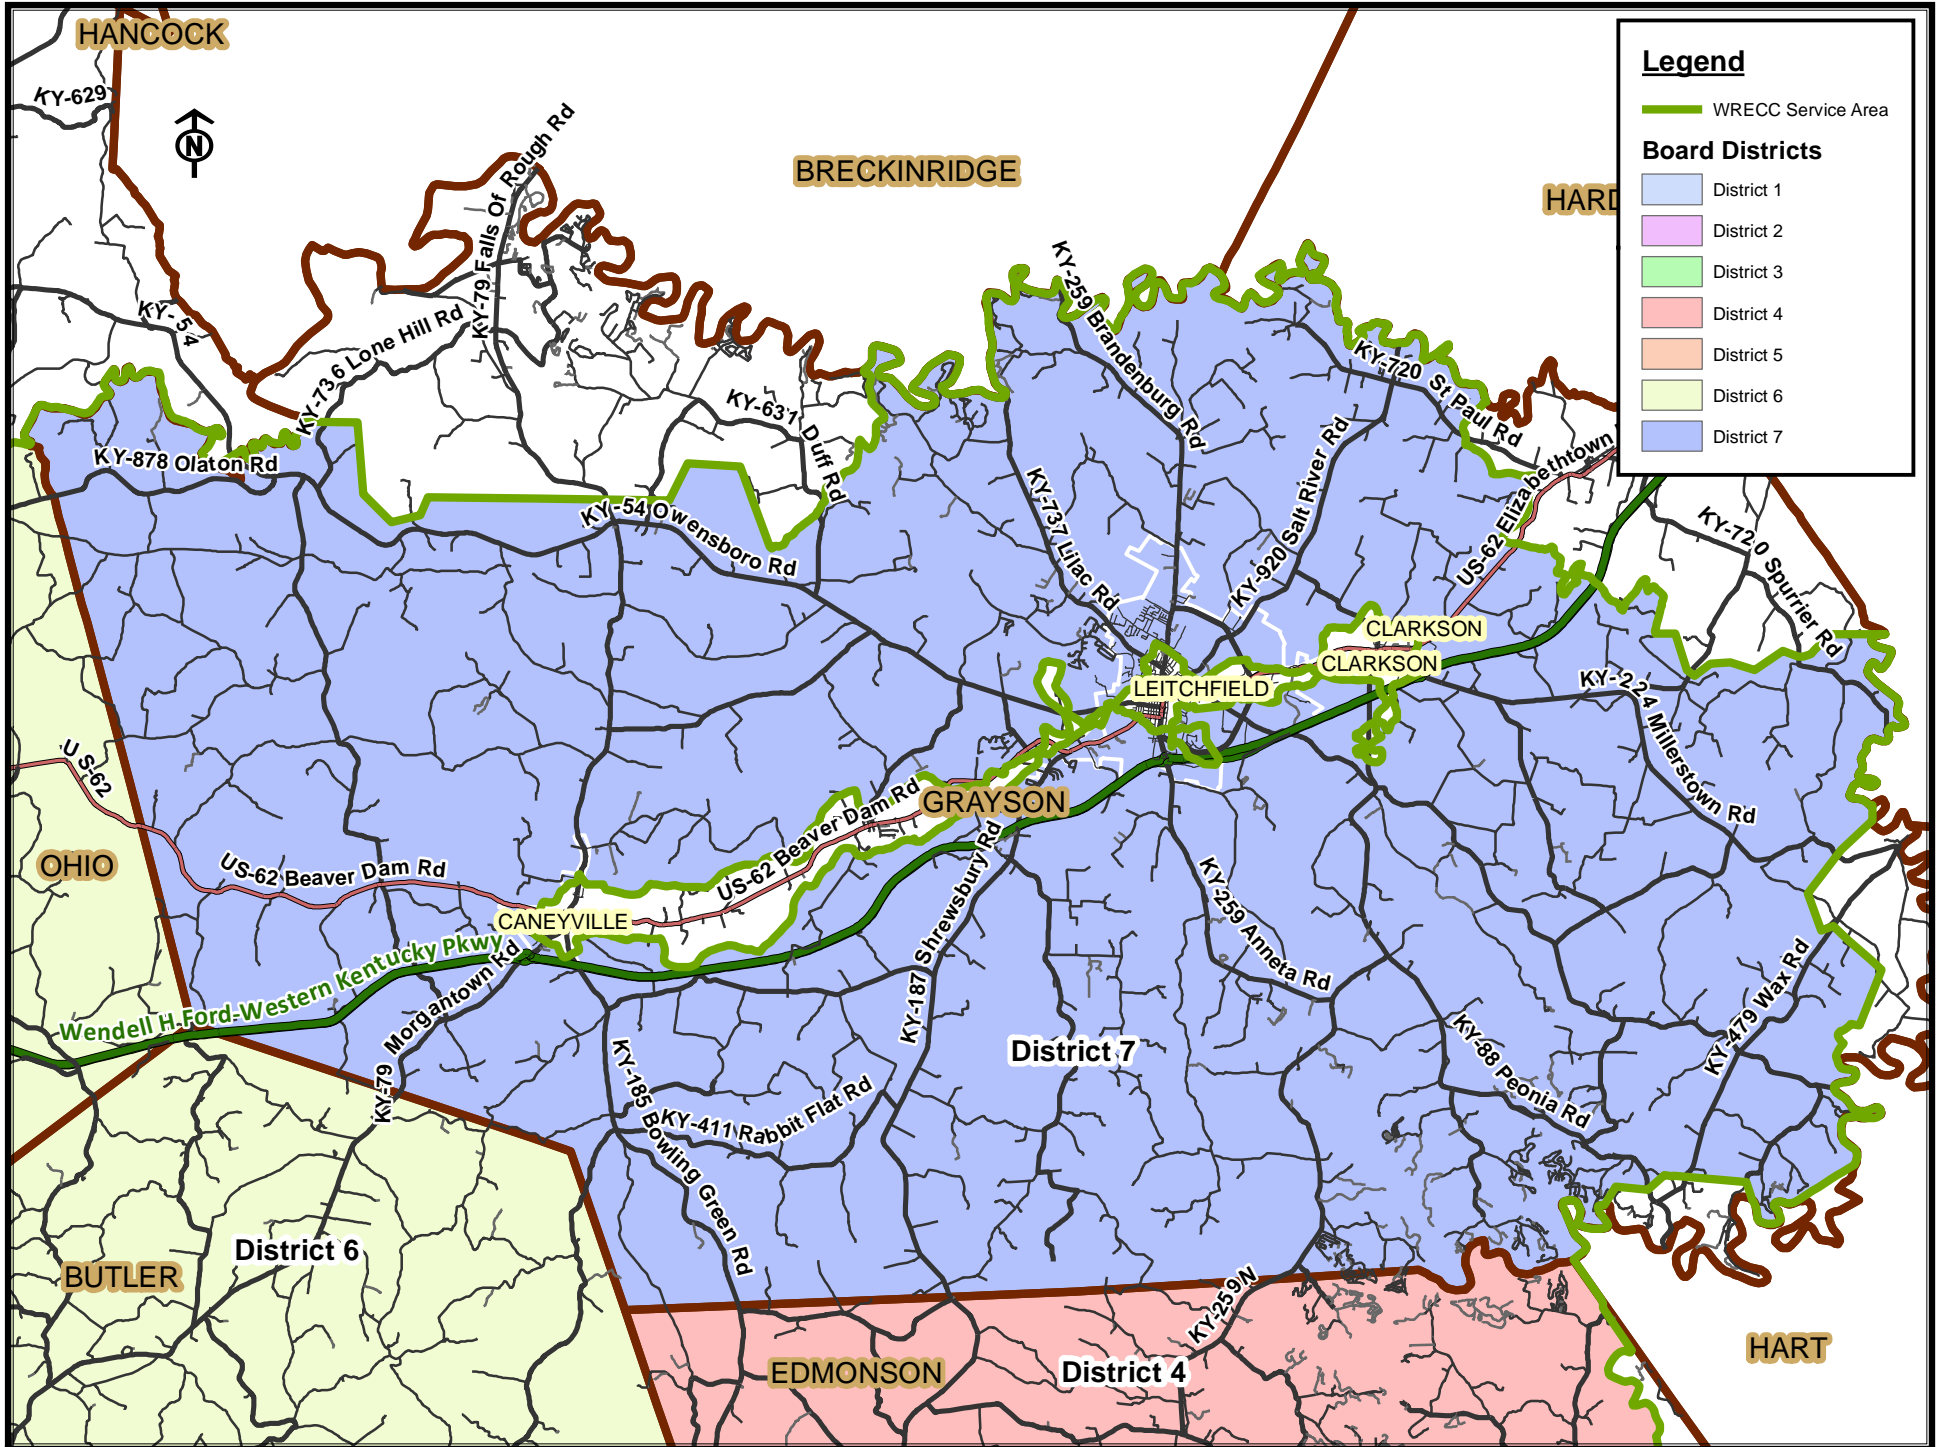 HANCOCK
KY-629
N
BRECKINRIDGE
HARD
Legend
WRECC Service Area
Board Districts
District 1
District 2
District 3
District 4
District 5
District 6
District 7
KY-79 Falls Of Rough Rd
KY-54
KY-736 Lone Hill Rd
KY-631 Duff Rd
KY-259 Brandenburg Rd
KY-720 St Paul Rd
KY-878 Olaton Rd
KY-54 Owensboro Rd
KY-737 Lilac Rd
KY-920 Salt River Rd
US-62 Elizabethtown
KY-720 Spurrier Rd
CLARKSON
CLARKSON
LEITCHFIELD
KY-224 Millerstown Rd
US-62
OHIO
US-62 Beaver Dam Rd
US-62 Beaver Dam Rd
GRAYSON
CANEYVILLE
Wendell H Ford-Western Kentucky Pkwy
KY-79 Morgantown Rd
KY-187 Shrewsbury Rd
KY-259 Anneta Rd
KY-479 Wax Rd
KY-88 Peonia Rd
District 7
KY-185 Bowling Green Rd
KY-411 Rabbit Flat Rd
District 6
BUTLER
KY-259 N
EDMONSON
District 4
HART